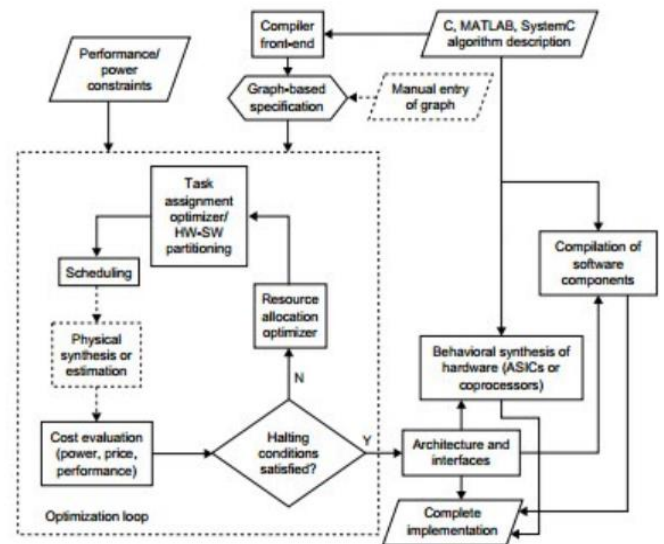 Performance/
power
constraints
Compiler
front-end
C, MATLAB, SystemC
algorithm description
Graph-based
specification
Manual entry
of graph
Task
assignment
optimizer/
HW-SW
partitioning
Scheduling
Physical
synthesis or
estimation
Resource
allocation
optimizer
Compilation of
software
components
Behavioral synthesis of
hardware (ASICs or
coprocessors)
N
Cost evaluation
(power, price,
performance)
Halting
conditions
satisfied?
Y
Architecture and
interfaces
Complete
implementation
Optimization loop